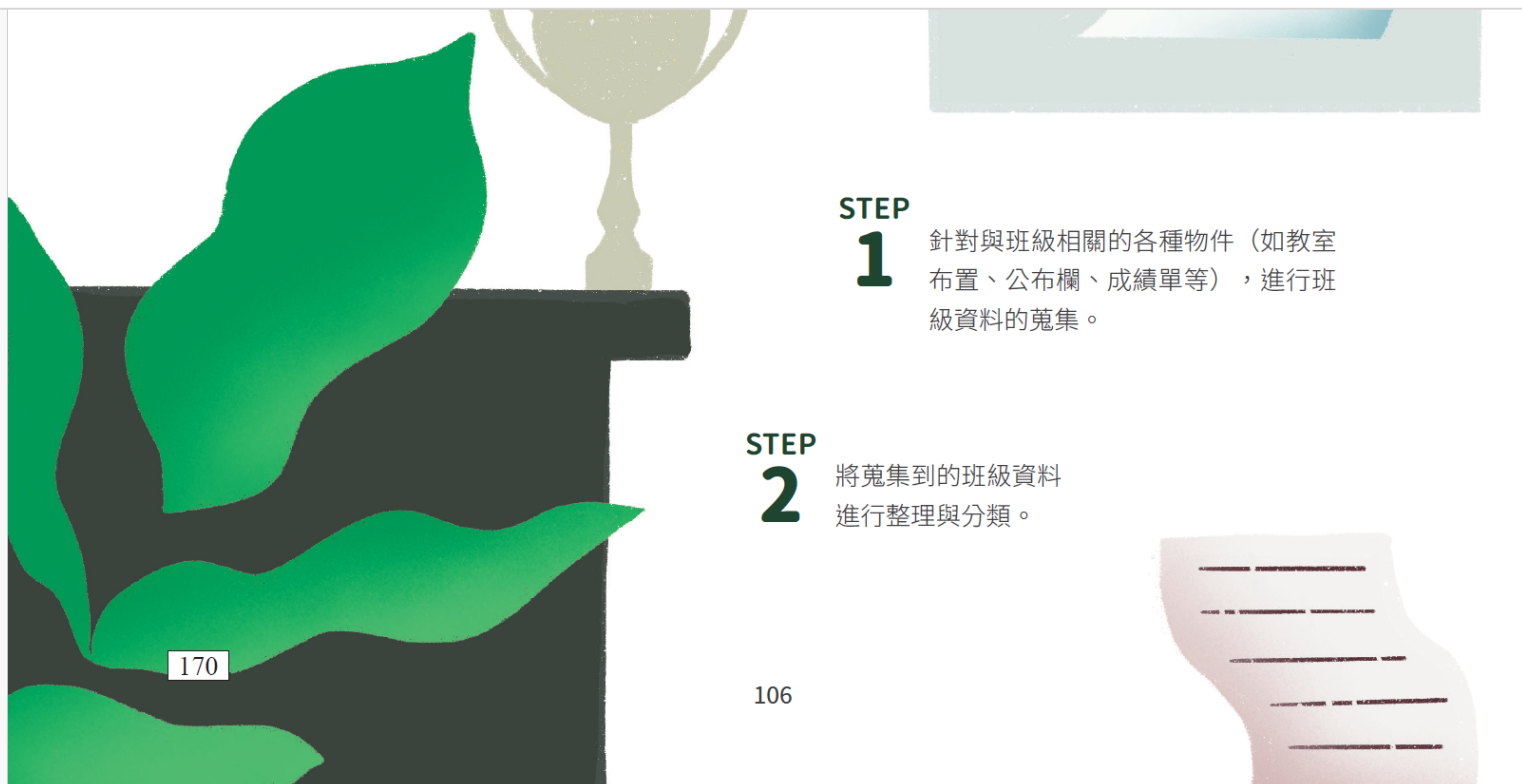 STEP
1
針對與班級相關的各種物件（如教室
布置、公布欄、成績單等），進行班
級資料的蒐集。
STEP
2
將蒐集到的班級資料
進行整理與分類。
170
106